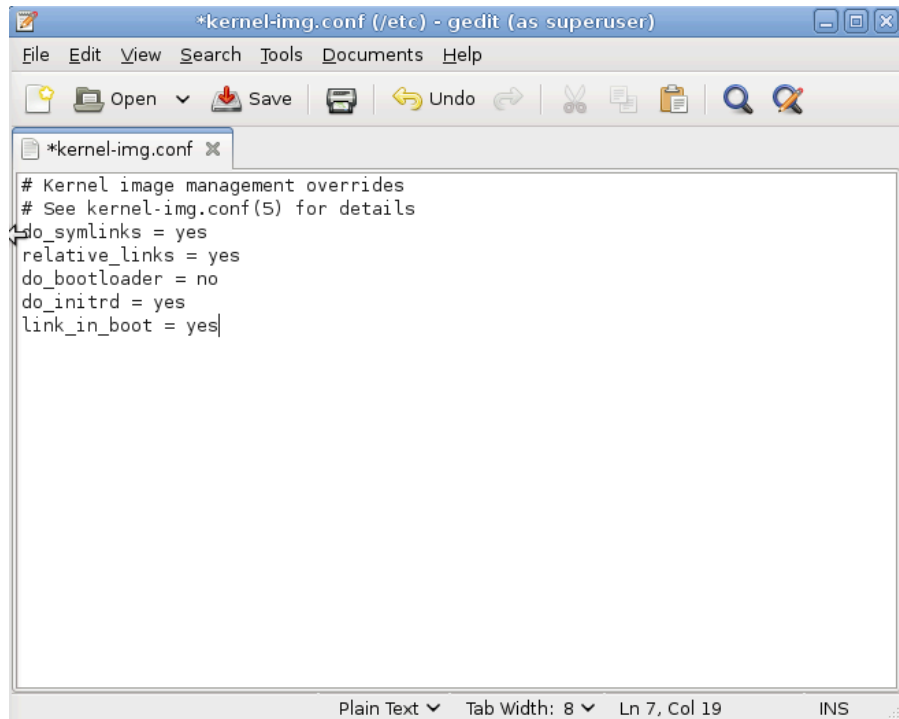 *kernel-img.conf (/etc) - gedit (as superuser)
File Edit View Search Tools Documents Help
Open Save Undo
*kernel-img.conf
# Kernel image management overrides
# See kernel-img.conf(5) for details
do_symlinks = yes
relative_links = yes
do_bootloader = no
do_initrd = yes
link_in_boot = yes
Plain Text Tab Width: 8 Ln 7, Col 19 INS